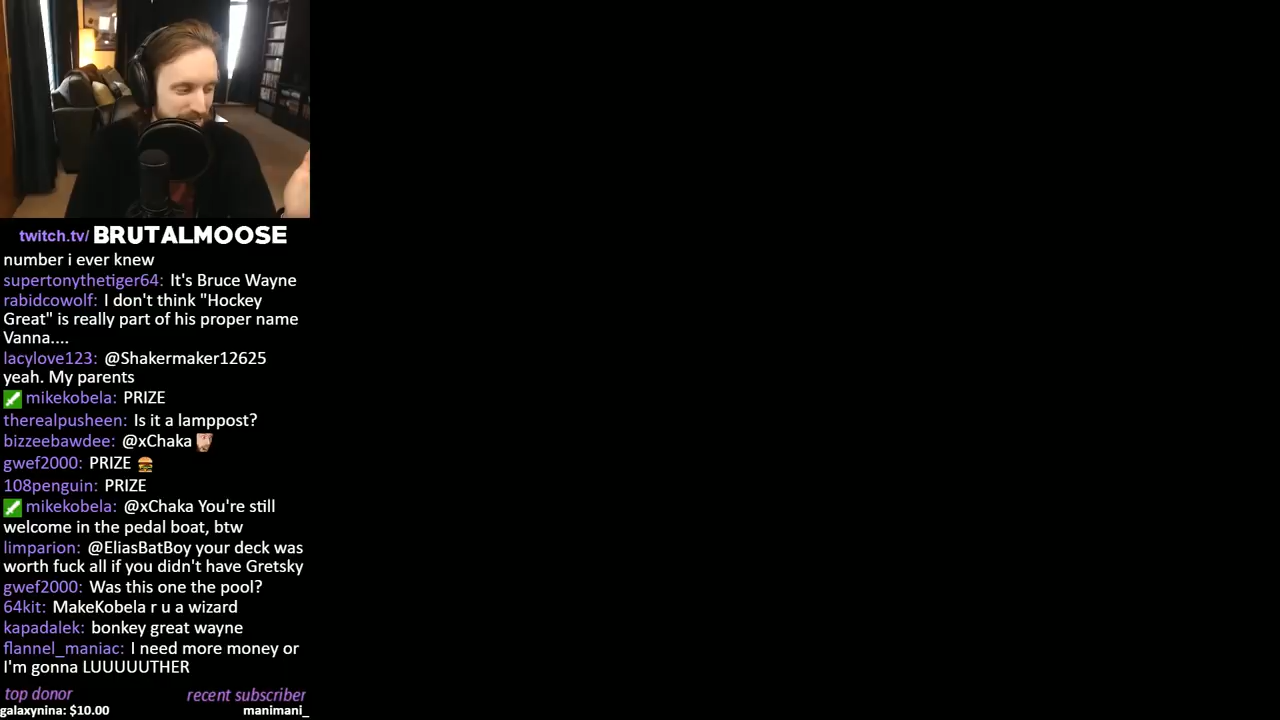 twitch.tv/ BRUTALMOOSE
number i ever knew
supertonythetiger64: It's Bruce Wayne
rabidcowolf: I don't think "Hockey
Great" is really part of his proper name
Vanna....
lacylove123: @Shakermaker12625
yeah. My parents
mikekobela: PRIZE
therealpusheen: Is it a lamppost?
bizzeebawdee: @xChaka
gwef2000: PRIZE
108penguin: PRIZE
mikekobela: @xChaka You're still
welcome in the pedal boat, btw
limparion: @EliasBatBoy your deck was
worth fuck all if you didn't have Gretsky
gwef2000: Was this one the pool?
64kit: MakeKobela r u a wizard
kapadalek: bonkey great wayne
flannel_maniac: I need more money or
I'm gonna LUUUUUTHER
top donor recent subscriber
galaxynina: $10.00 manimani_